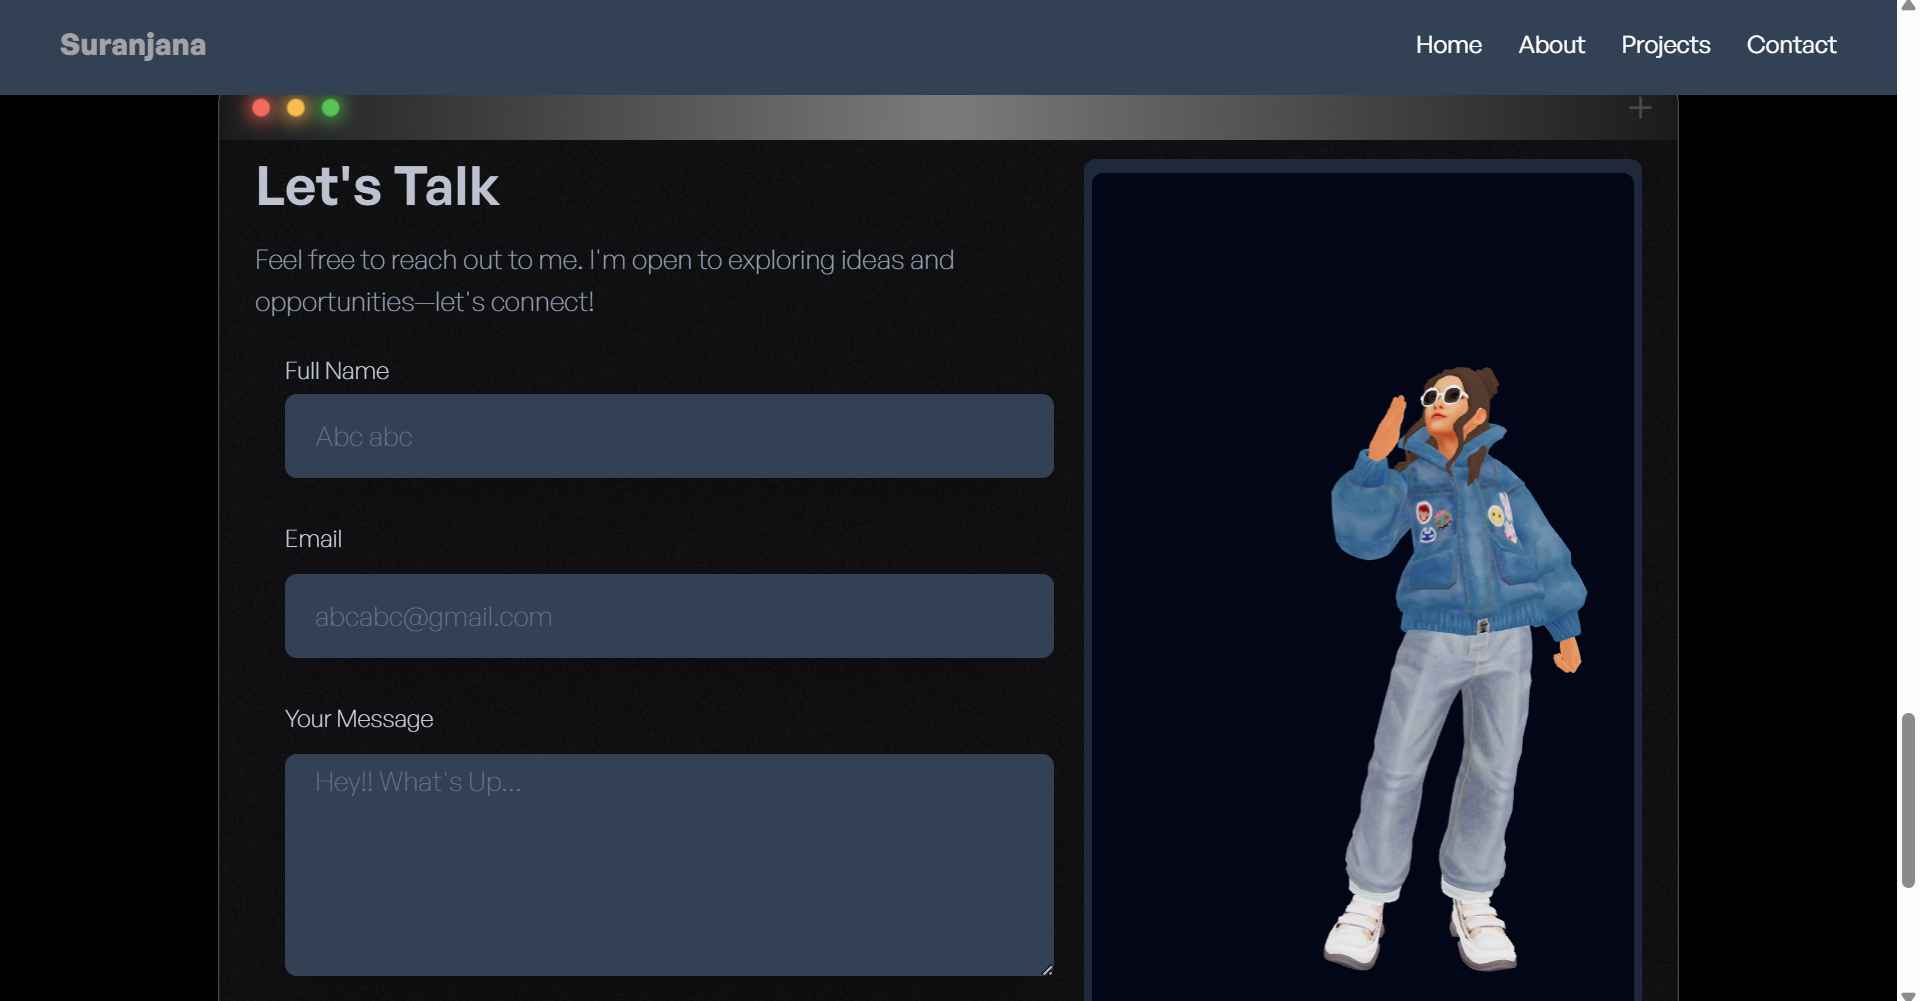 Suranjana
Home About Projects Contact
Let's Talk
Feel free to reach out to me. I'm open to exploring ideas and
opportunities—let's connect!
Full Name
Abc abc
Email
abcabc@gmail.com
Your Message
Hey!! What's Up...